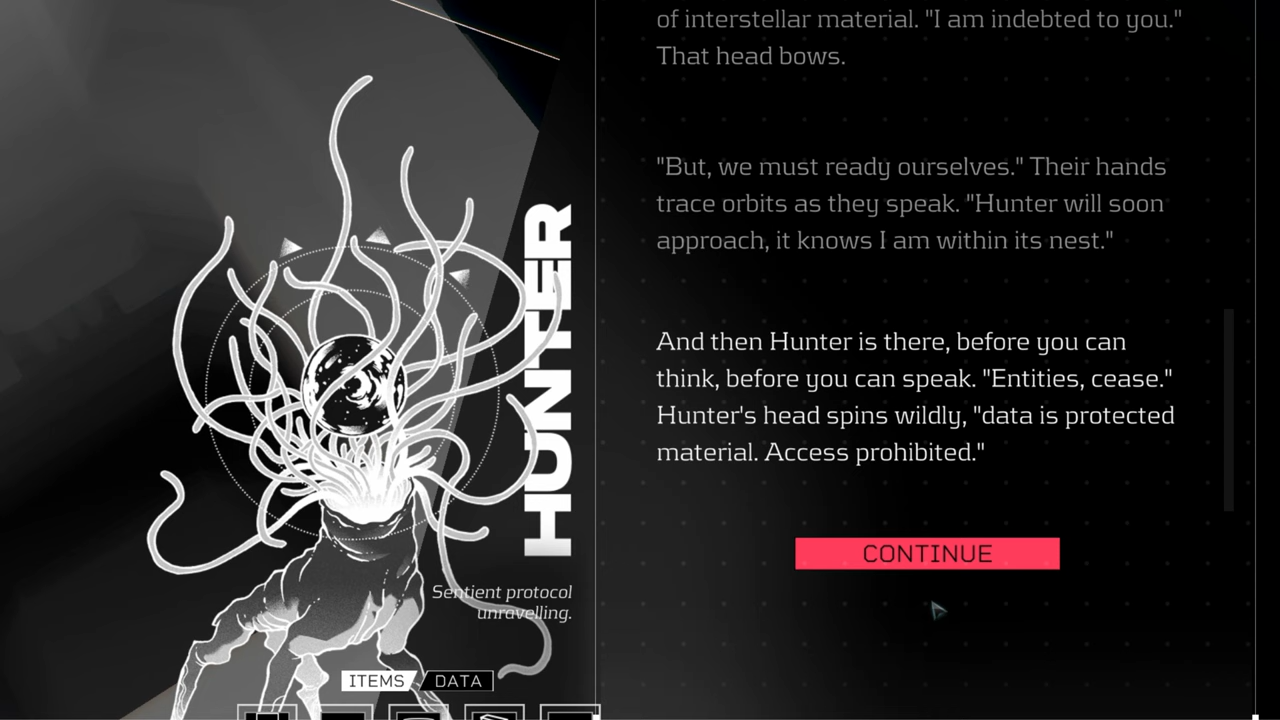 of interstellar material. "I am indebted to you."
That head bows.
"But, we must ready ourselves." Their hands
trace orbits as they speak. "Hunter will soon
approach, it knows I am within its nest."
And then Hunter is there, before you can
think, before you can speak. "Entities, cease."
Hunter's head spins wildly, "data is protected
material. Access prohibited."
CONTINUE
HUNTER
Sentient protocol
unravelling.
ITEMS
DATA